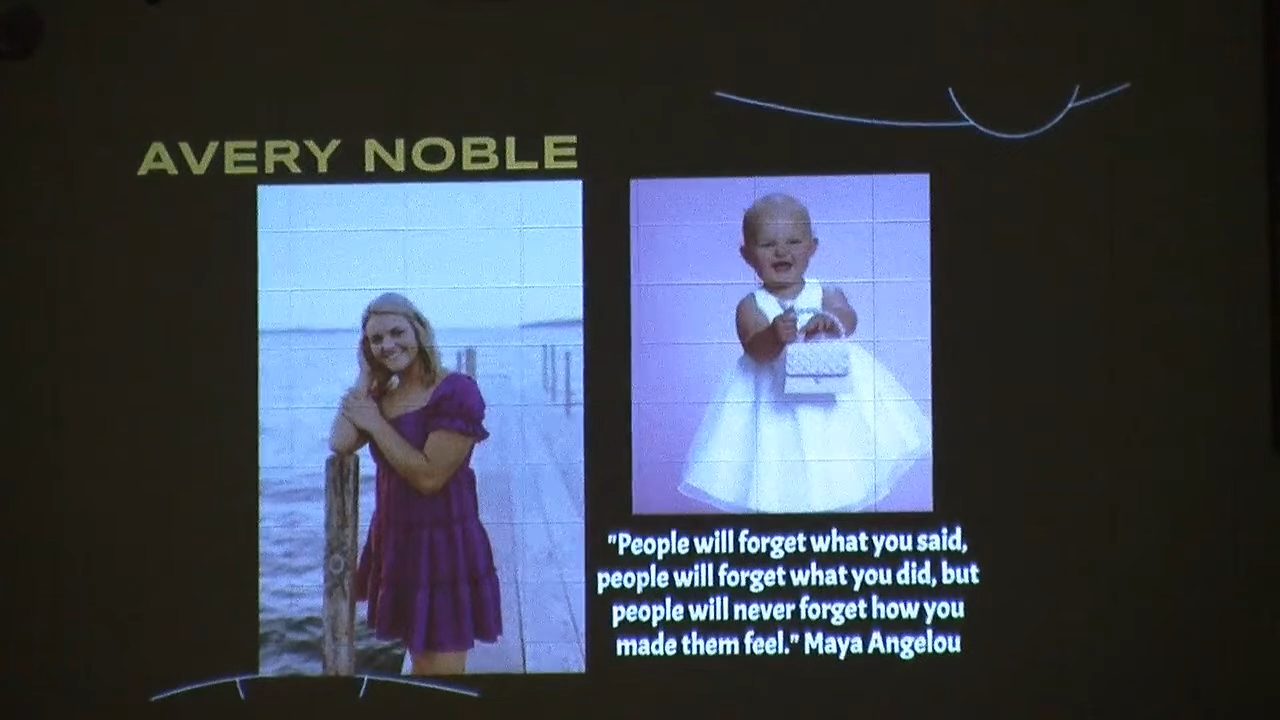 AVERY NOBLE
"People will forget what you said,
people will forget what you did, but
people will never forget how you
made them feel." Maya Angelou